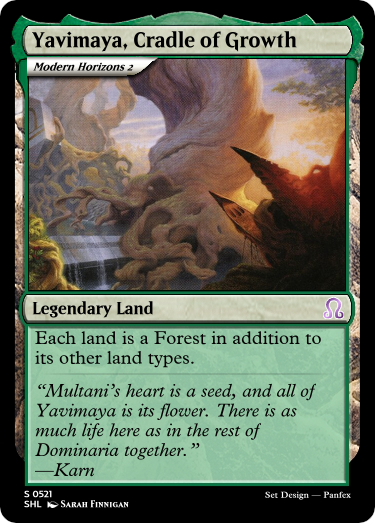 Yavimaya, Cradle of Growth
Modern Horizons 2
Legendary Land
Each land is a Forest in addition to
its other land types.
“Multani’s heart is a seed, and all of
Yavimaya is its flower. There is as
much life here as in the rest of
Dominaria together.”
—Karn
S 0521
SHL Sarah Finnigan
Set Design — Panfex